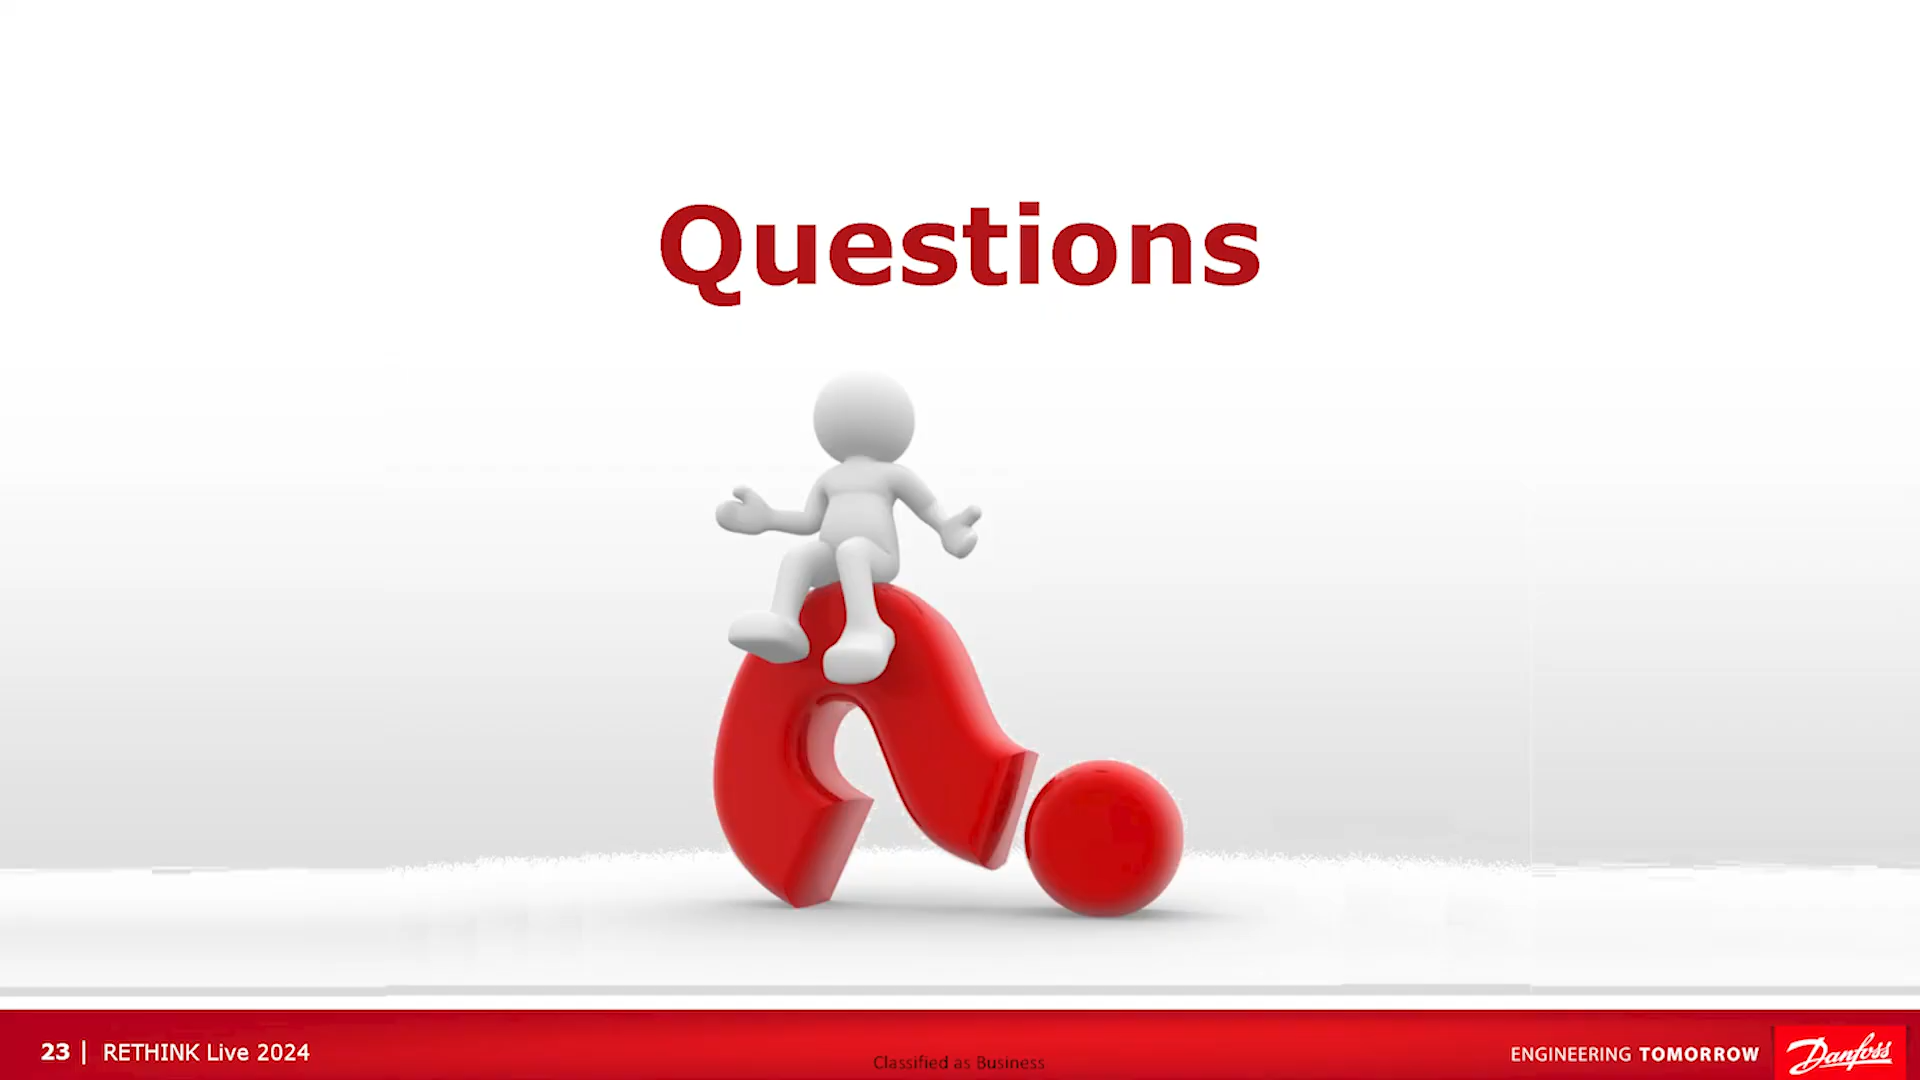 Questions
23 | RETHINK Live 2024
Classified as Business
ENGINEERING TOMORROW
Danfoss